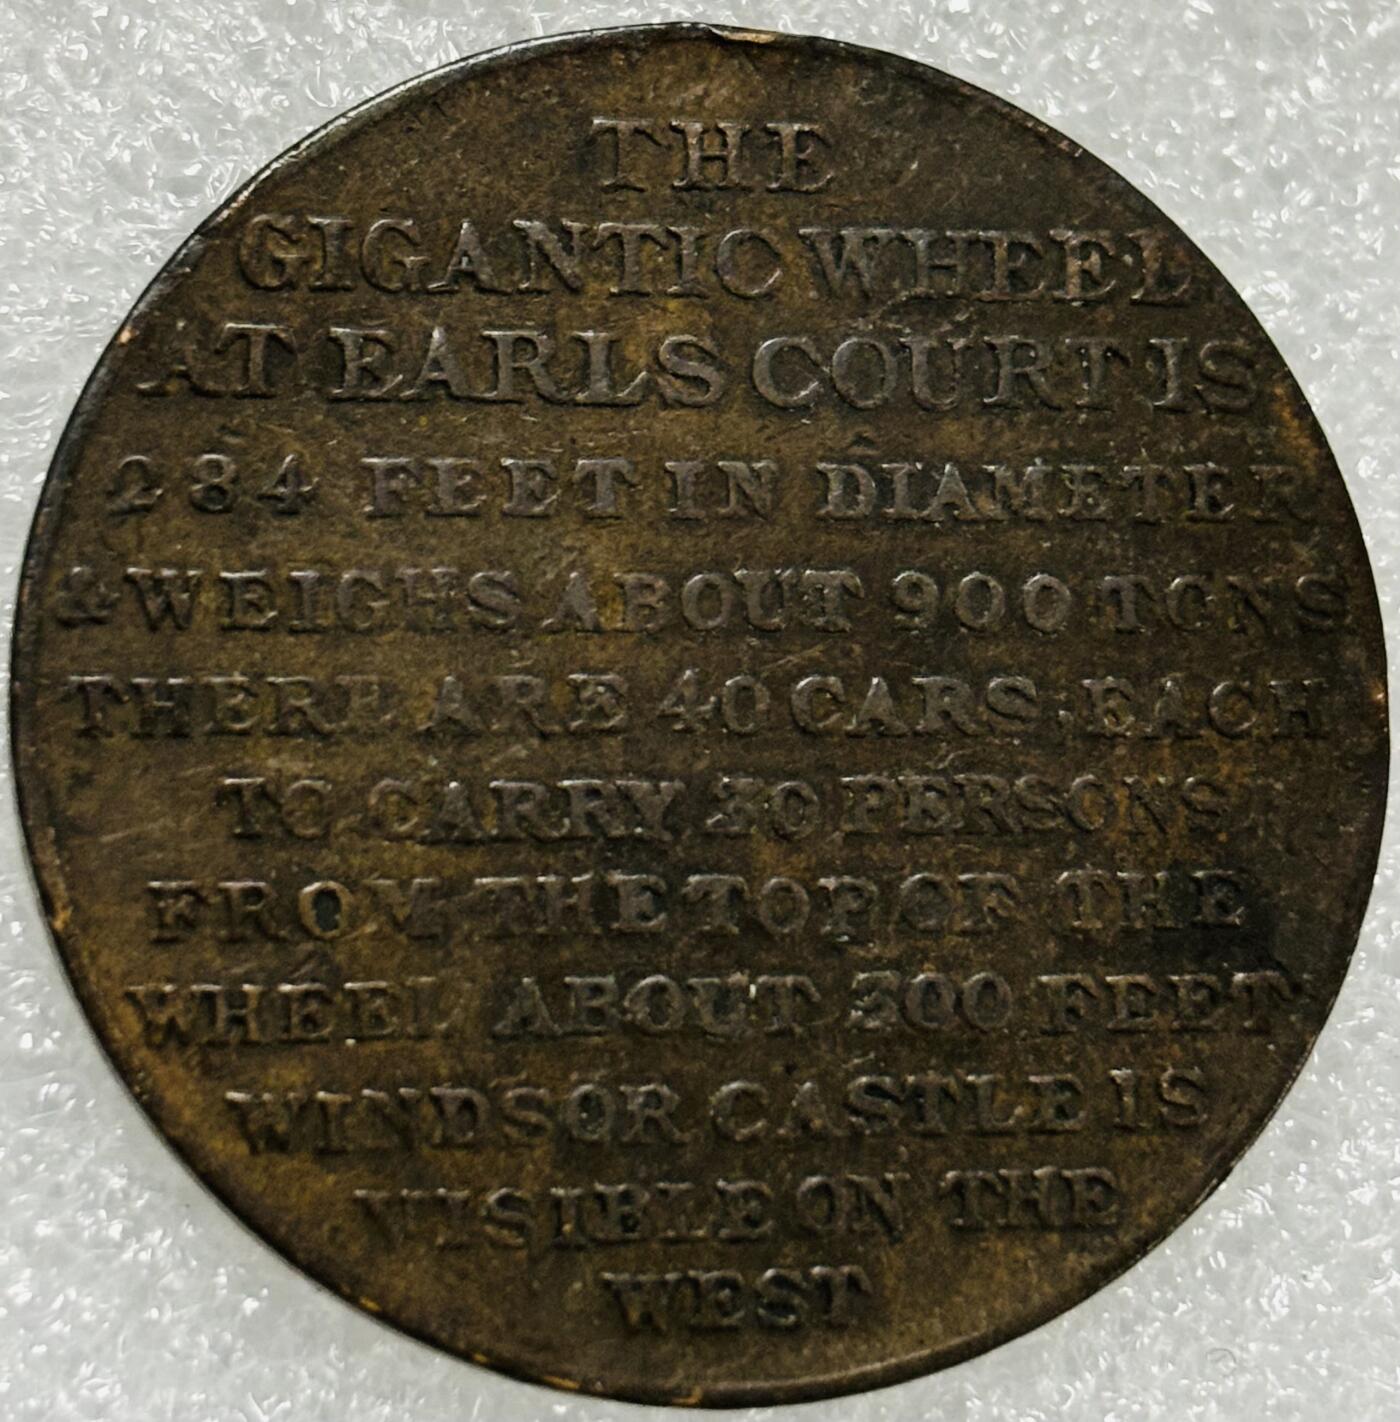 THE
GIGANTIC WHEEL
AT EARLS COURT IS
284 FEET IN DIAMETER
& WEIGHS ABOUT 900 TONS
THERE ARE 40 CARS, EACH
TO CARRY 30 PERSONS
FROM THE TOP OF THE
WHEEL ABOUT 300 FEET
WINDSOR CASTLE IS
VISIBLE ON THE
WEST